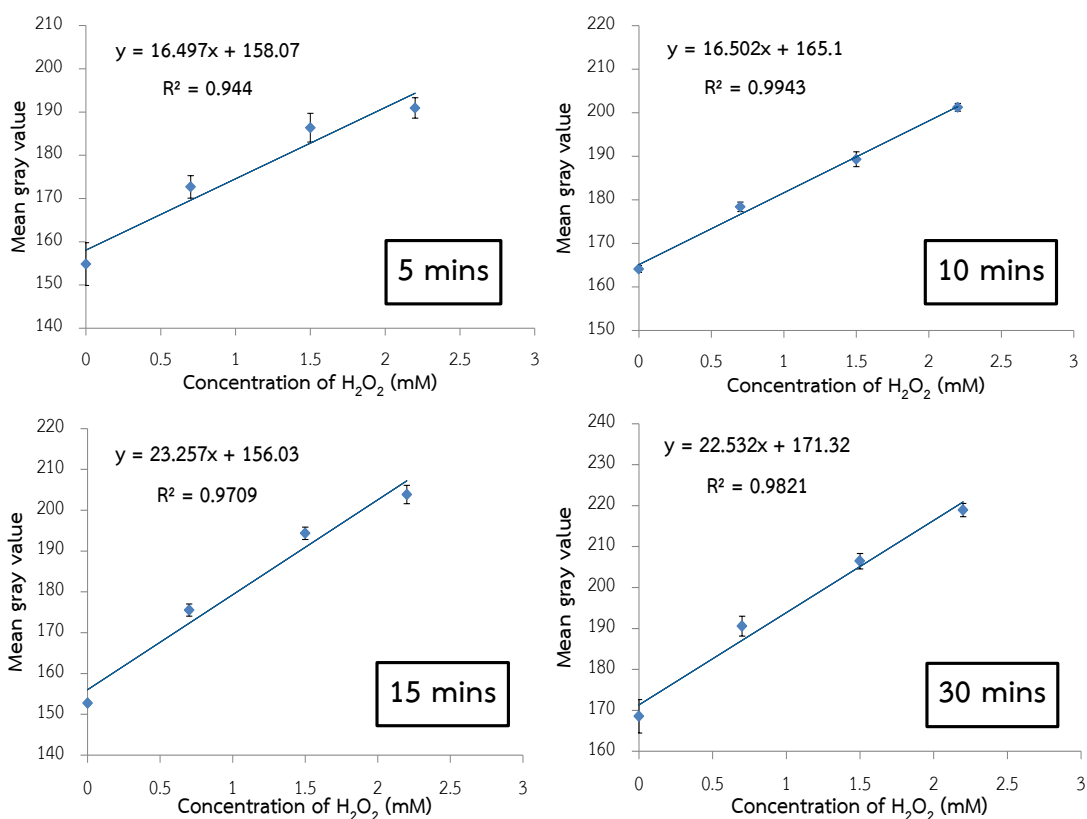 210
200
190
180
170
160
150
140
Mean gray value
y = 16.497x + 158.07
R² = 0.944
5 mins
0 0.5 1 1.5 2 2.5 3
Concentration of H₂O₂ (mM)
220
210
200
190
180
170
160
150
Mean gray value
y = 16.502x + 165.1
R² = 0.9943
10 mins
0 0.5 1 1.5 2 2.5 3
Concentration of H₂O₂ (mM)
220
210
200
190
180
170
160
150
140
Mean gray value
y = 23.257x + 156.03
R² = 0.9709
15 mins
0 0.5 1 1.5 2 2.5 3
Concentration of H₂O₂ (mM)
240
230
220
210
200
190
180
170
160
Mean gray value
y = 22.532x + 171.32
R² = 0.9821
30 mins
0 0.5 1 1.5 2 2.5 3
Concentration of H₂O₂ (mM)